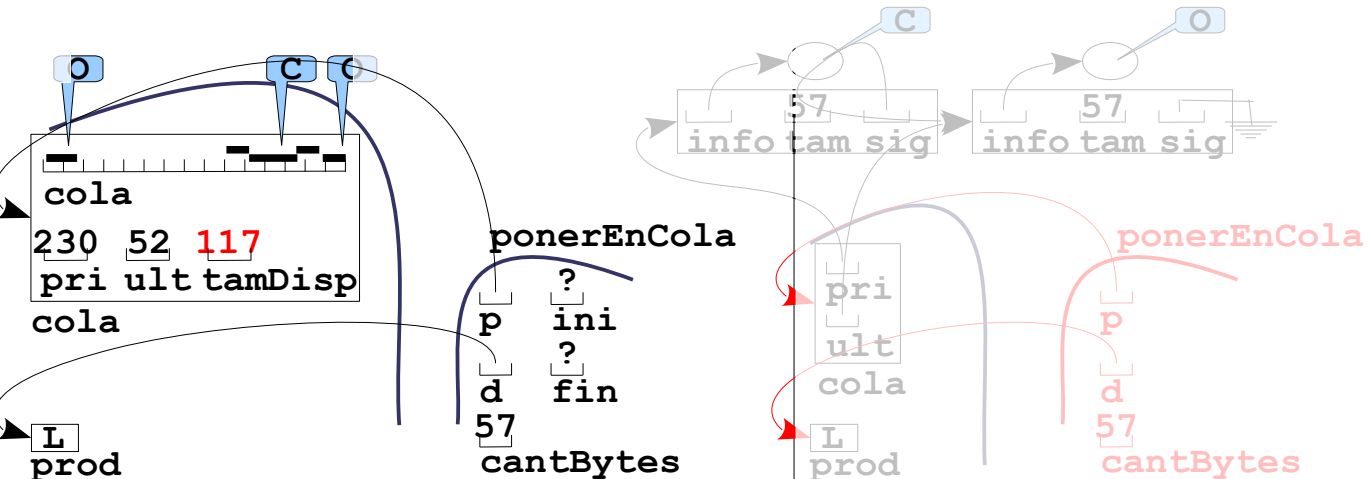 C O
O C O
57 57
info tam sig info tam sig
cola
230 52 117
pri ult tamDisp
cola
ponerEnCola
?
p ini
?
d fin
57
cantBytes
L
prod
pri
ult
cola
L
prod
ponerEnCola
p
d
57
cantBytes